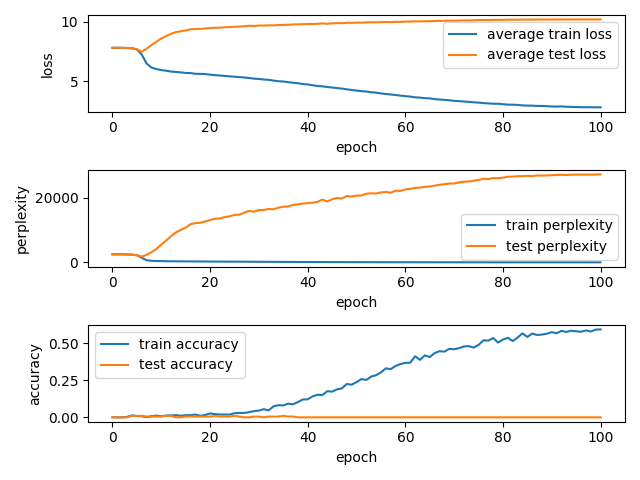 10
5
loss
average train loss
average test loss
0
20
40
60
80
100
epoch
20000
0
perplexity
train perplexity
test perplexity
0
20
40
60
80
100
epoch
0.50
0.25
0.00
accuracy
train accuracy
test accuracy
0
20
40
60
80
100
epoch